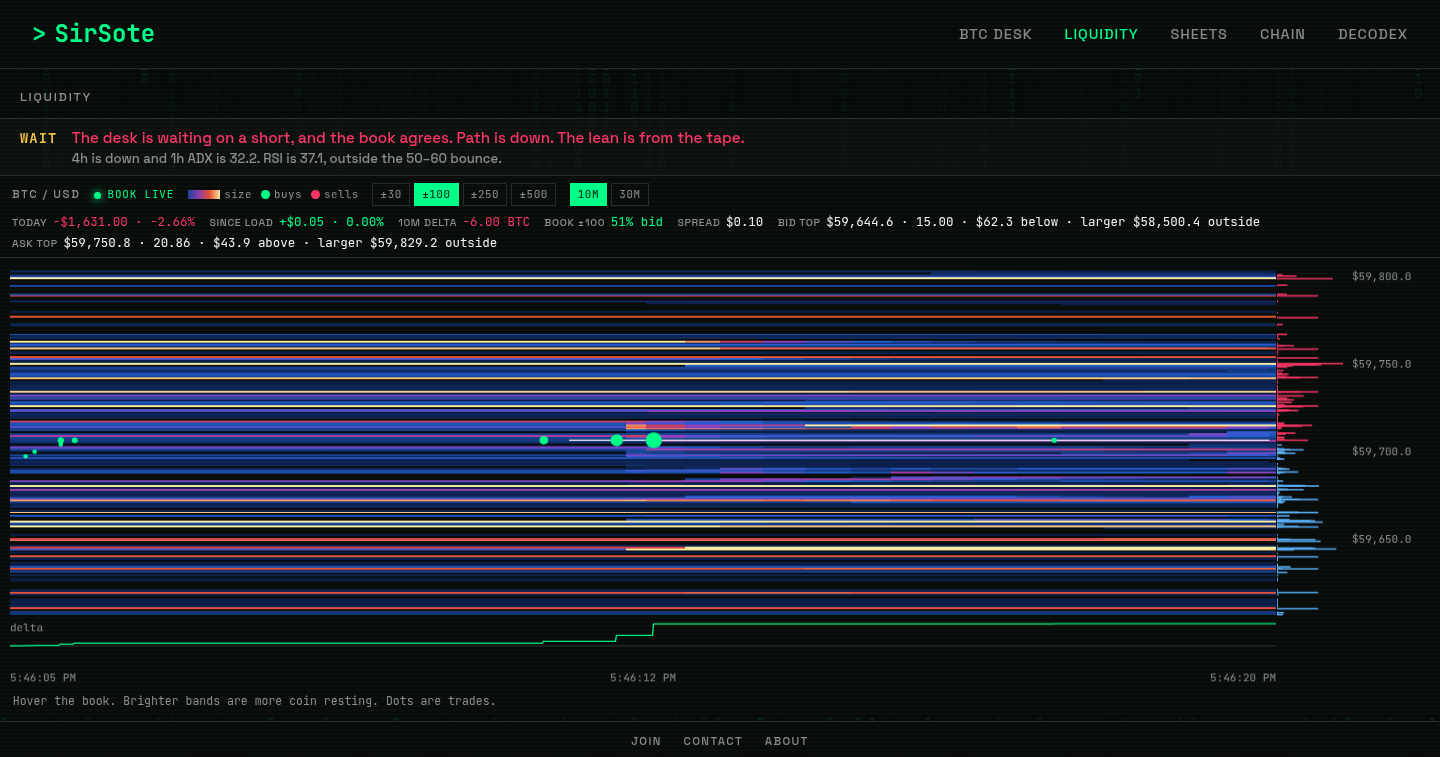 > SirSote
BTC DESK LIQUIDITY SHEETS CHAIN DECODEX
LIQUIDITY
WAIT The desk is waiting on a short, and the book agrees. Path is down. The lean is from the tape.
4h is down and 1h ADX is 32.2. RSI is 37.1, outside the 50–60 bounce.
BTC / USD BOOK LIVE size buys sells ±30 ±100 ±250 ±500 10M 30M
TODAY -$1,631.00 · -2.66% SINCE LOAD +$0.05 · 0.00% 10M DELTA -6.00 BTC BOOK ±100 51% bid SPREAD $0.10 BID TOP $59,644.6 · 15.00 · $62.3 below · larger $58,500.4 outside
ASK TOP $59,750.8 · 20.86 · $43.9 above · larger $59,829.2 outside
$59,800.0
$59,750.0
$59,700.0
$59,650.0
delta
5:46:05 PM 5:46:12 PM 5:46:20 PM
Hover the book. Brighter bands are more coin resting. Dots are trades.
JOIN CONTACT ABOUT